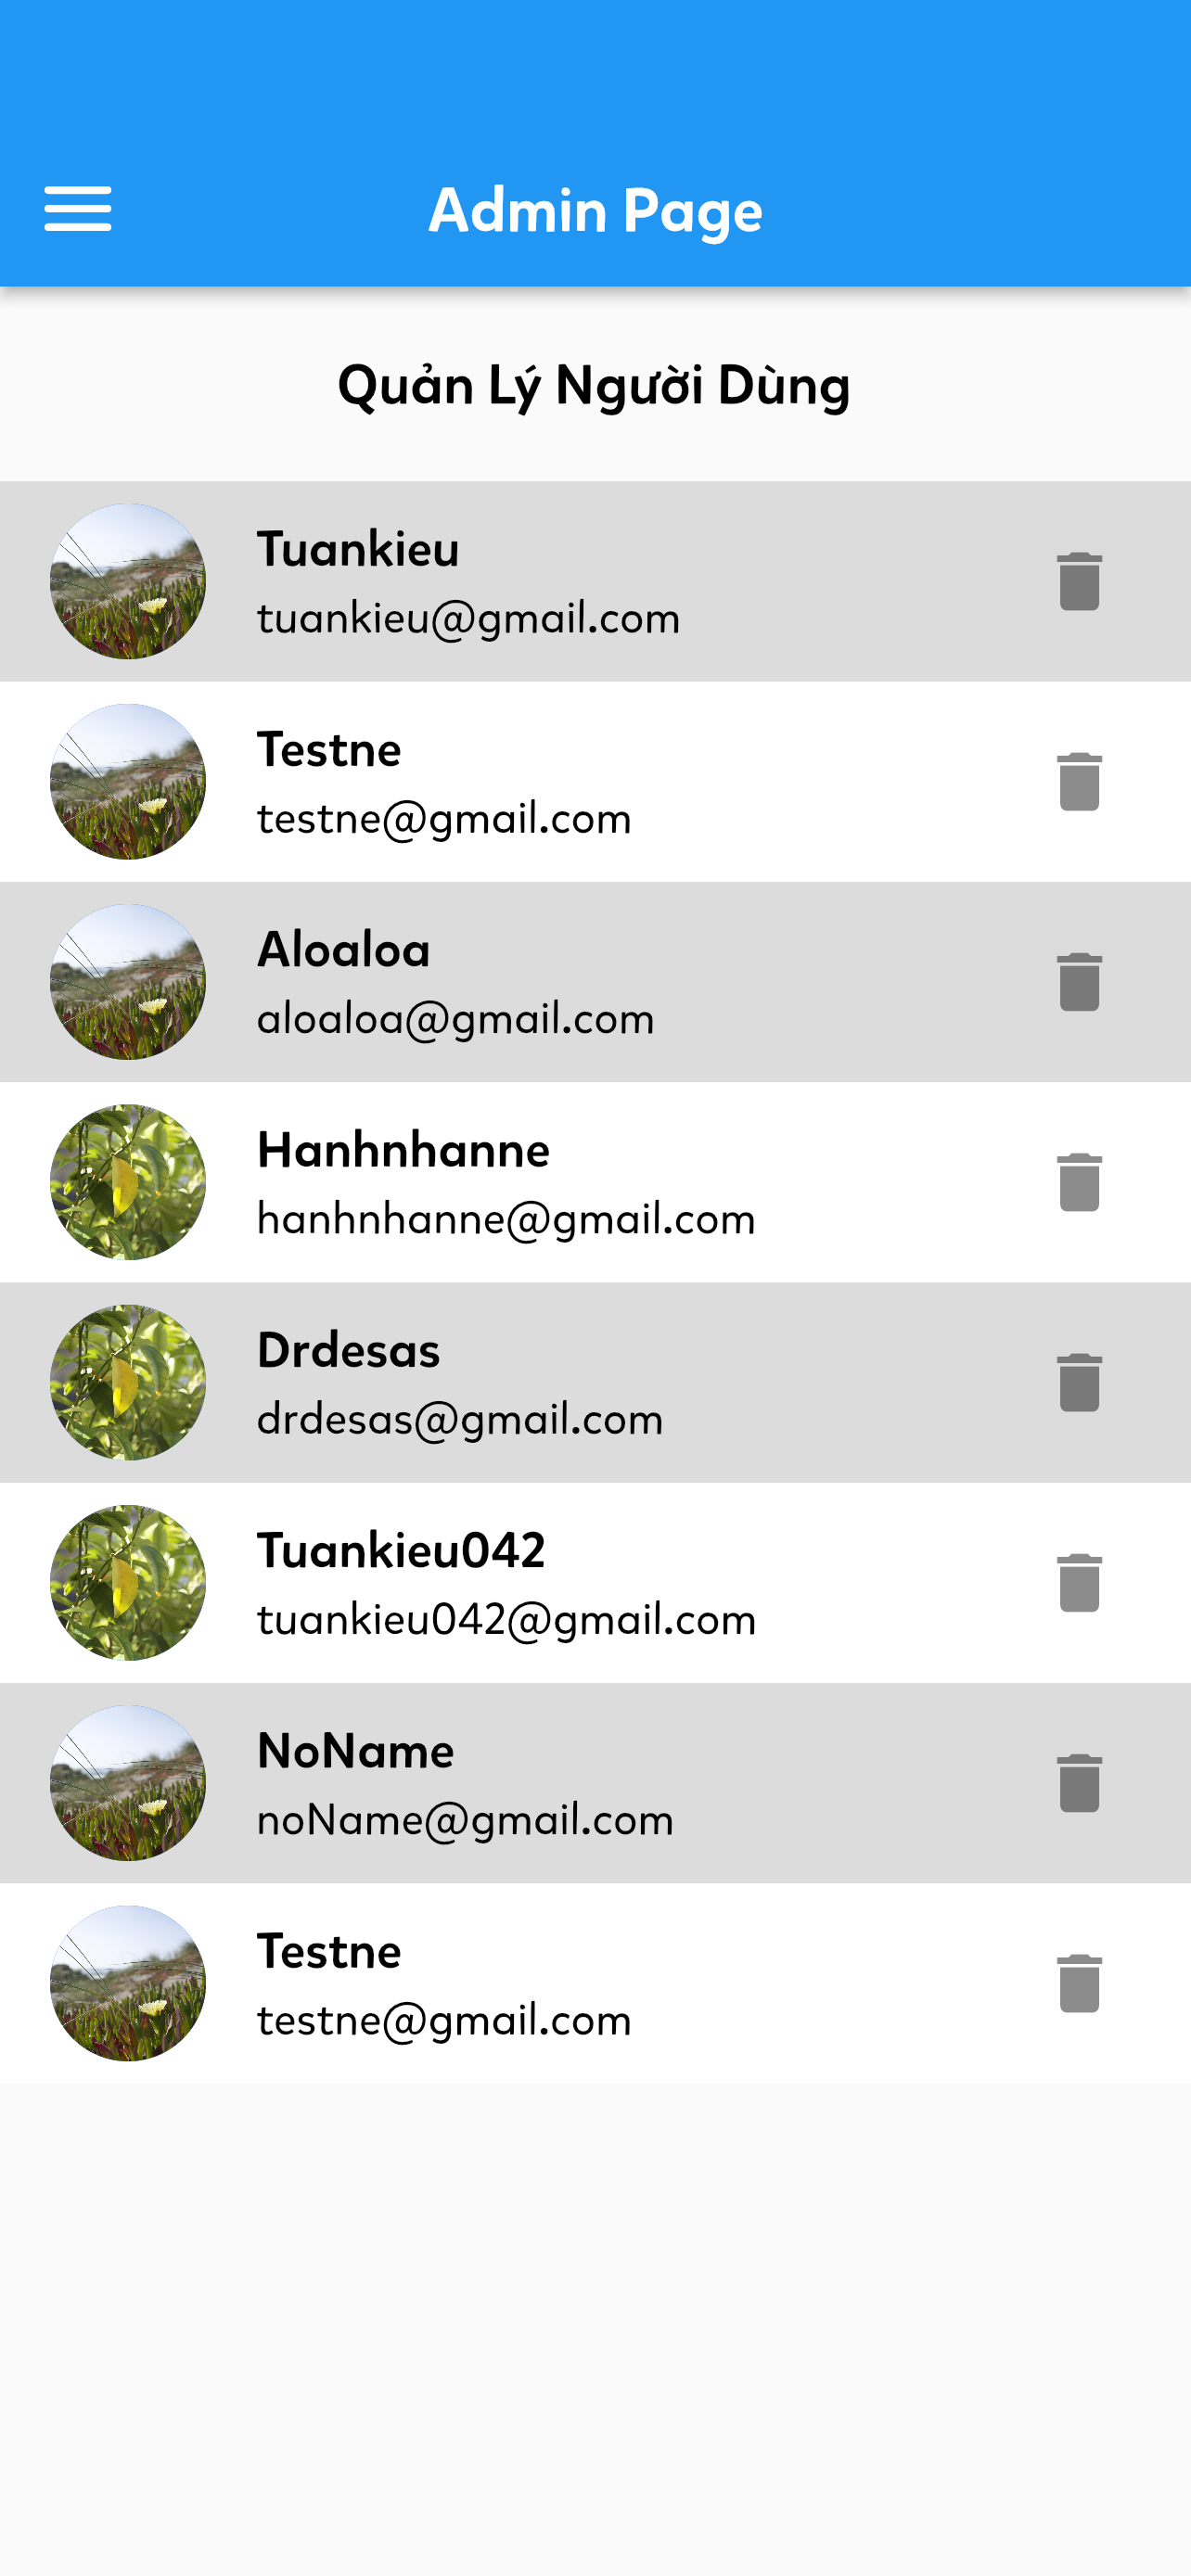 Admin Page
Quản Lý Người Dùng
Tuankieu
tuankieu@gmail.com
Testne
testne@gmail.com
Aloaloa
aloaloa@gmail.com
Hanhnhanne
hanhnhanne@gmail.com
Drdesas
drdesas@gmail.com
Tuankieu042
tuankieu042@gmail.com
NoName
noName@gmail.com
Testne
testne@gmail.com